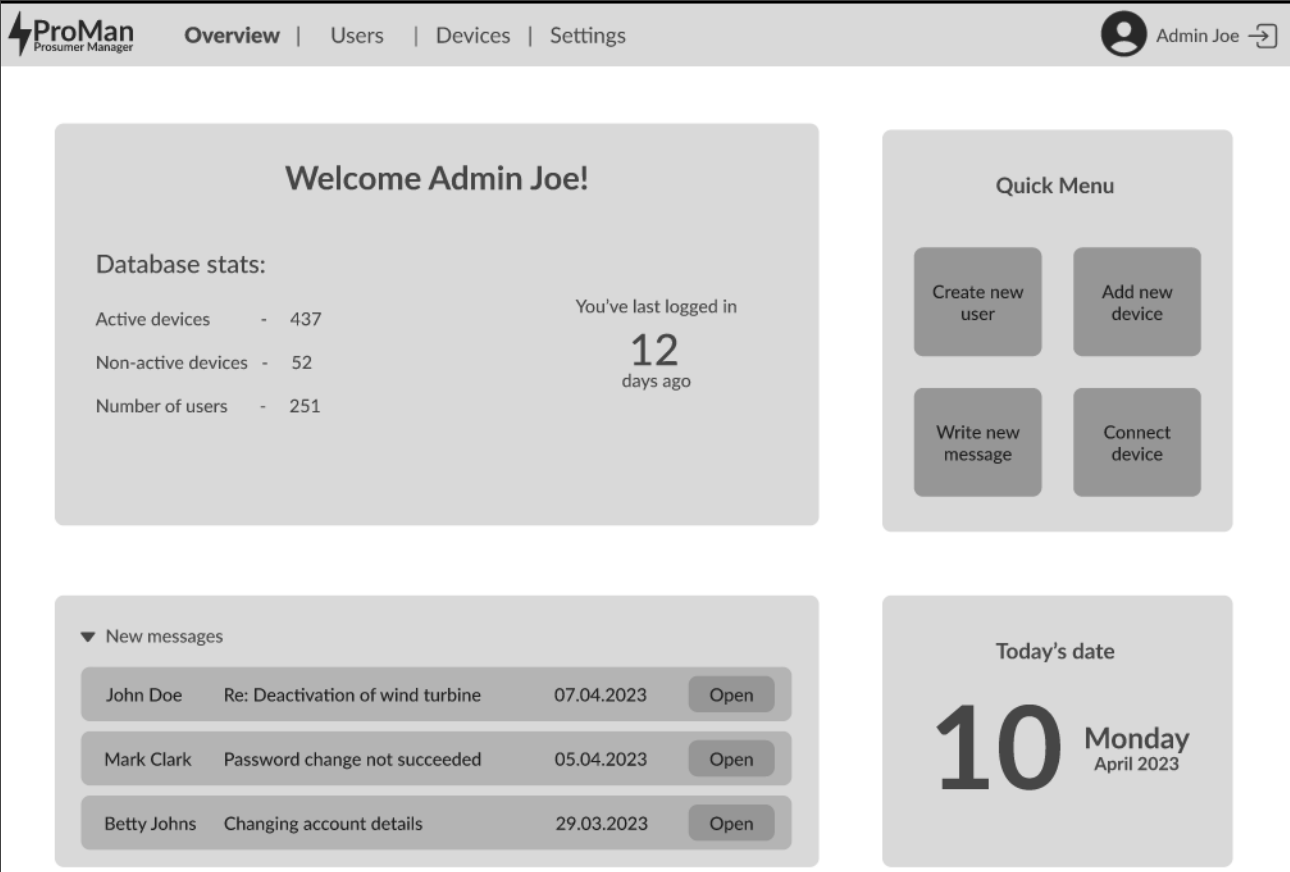 ProMan
Prosumer Manager
Overview | Users | Devices | Settings
Admin Joe
Welcome Admin Joe!
Database stats:
Active devices - 437
Non-active devices - 52
Number of users - 251
You've last logged in
12
days ago
Quick Menu
Create new
user
Add new
device
Write new
message
Connect
device
New messages
John Doe Re: Deactivation of wind turbine 07.04.2023 Open
Mark Clark Password change not succeeded 05.04.2023 Open
Betty Johns Changing account details 29.03.2023 Open
Today's date
10
Monday
April 2023